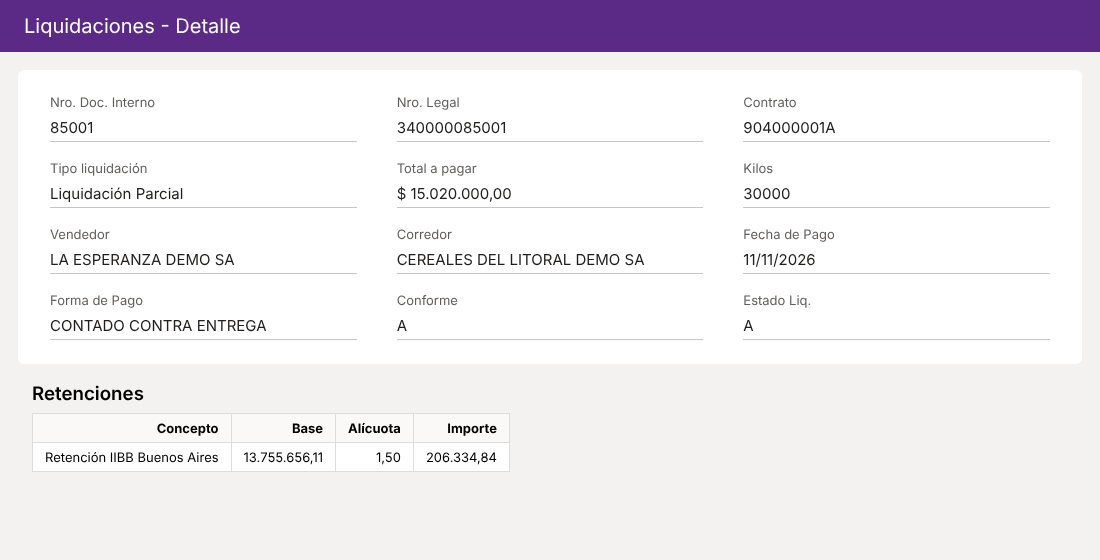 Liquidaciones - Detalle
Nro. Doc. Interno Nro. Legal Contrato
85001 340000085001 904000001A
Tipo liquidación Total a pagar Kilos
Liquidación Parcial $ 15.020.000,00 30000
Vendedor Corredor Fecha de Pago
LA ESPERANZA DEMO SA CEREALES DEL LITORAL DEMO SA 11/11/2026
Forma de Pago Conforme Estado Liq.
CONTADO CONTRA ENTREGA A A
Retenciones
Concepto Base Alícuota Importe
Retención IIBB Buenos Aires 13.755.656,11 1,50 206.334,84